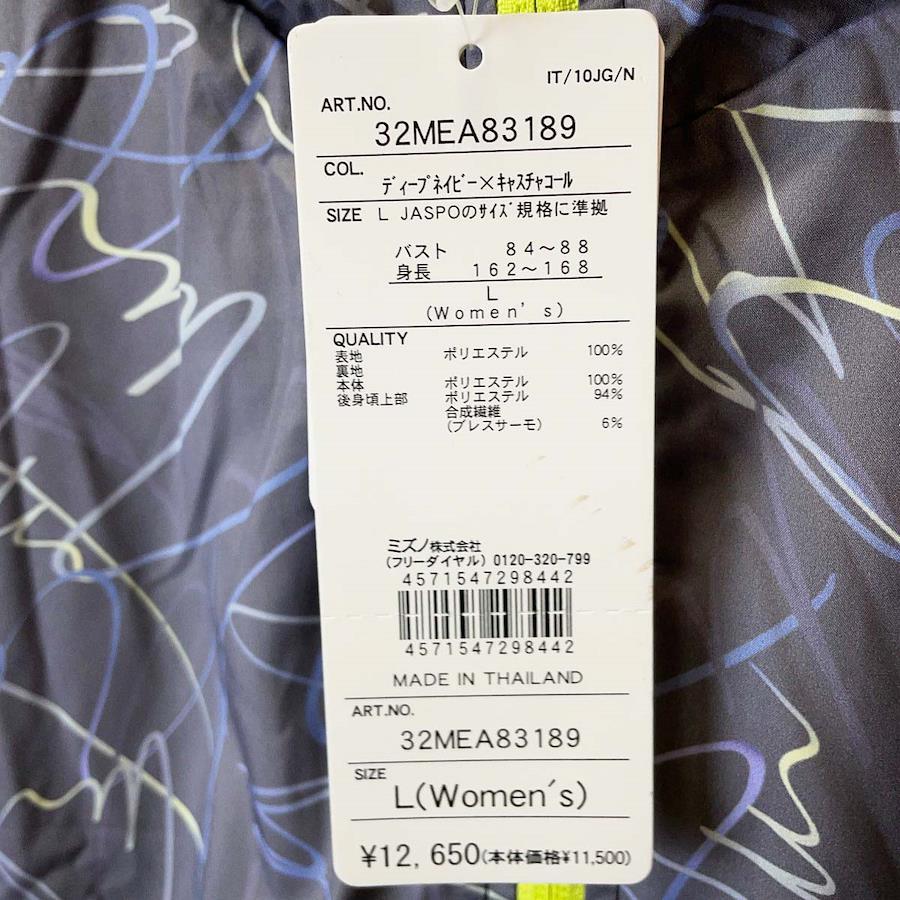 IT/10JG/N
ART.NO.
32MEA83189
COL.
ディープネイビー×キャスチャコール
SIZE L JASPOのサイズ規格に準拠
バスト 84~88
身長 162~168
L
(Women's)
QUALITY
表地 ポリエステル 100%
裏地
本体 ポリエステル 100%
後身頃上部 ポリエステル 94%
合成繊維
(ブレスサーモ) 6%
ミズノ株式会社
(フリーダイヤル) 0120-320-799
4571547298442
4571547298442
MADE IN THAILAND
ART.NO.
32MEA83189
SIZE
L(Women's)
¥12,650(本体価格¥11,500)